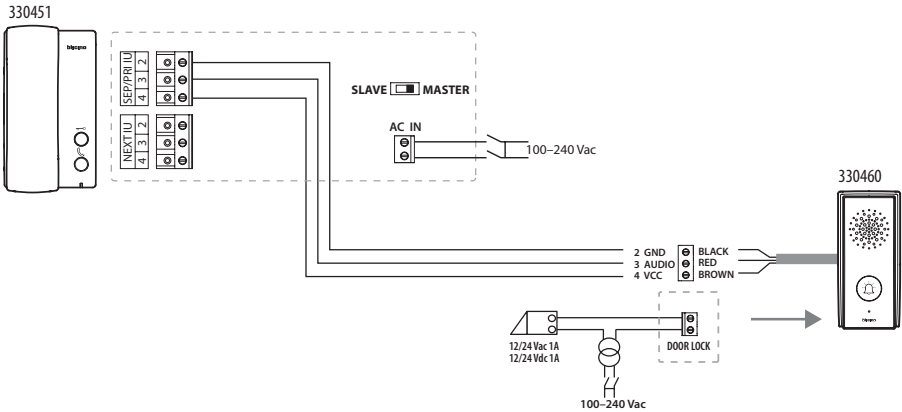 330451
bticino
SEP/PRI IU
2
3
4
NEXT IU
2
3
4
SLAVE MASTER
AC IN
100–240 Vac
330460
2 GND BLACK
3 AUDIO RED
4 VCC BROWN
bticino
12/24 Vac 1A
12/24 Vdc 1A
DOOR LOCK
100–240 Vac